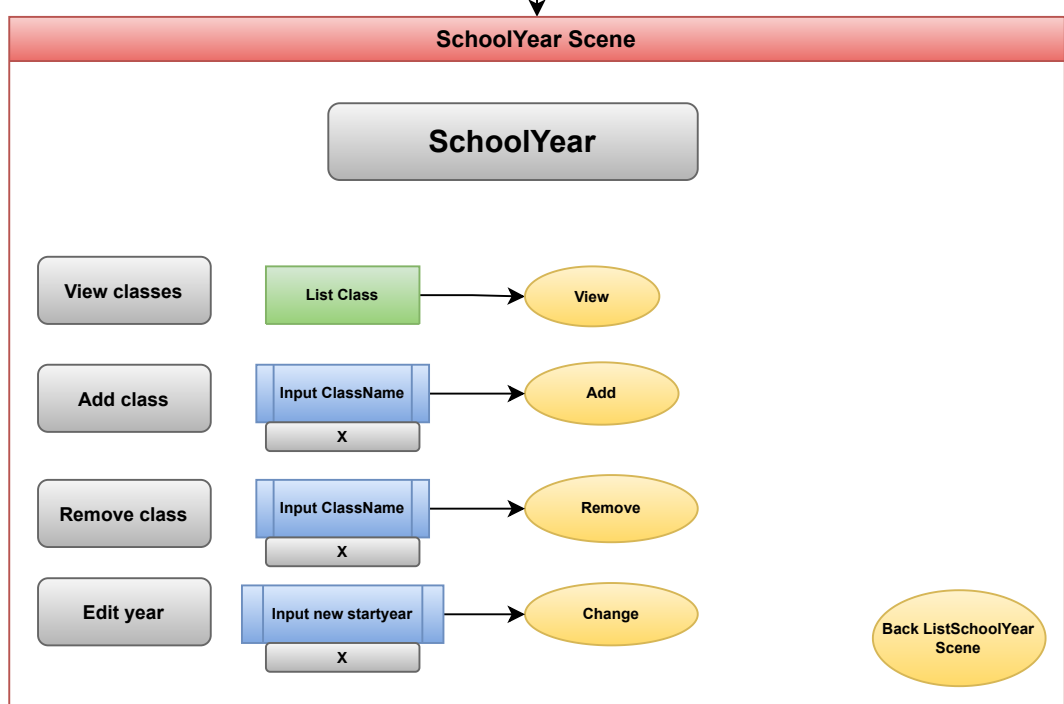 SchoolYear Scene
SchoolYear
View classes
List Class
View
Add class
Input ClassName
Add
X
Remove class
Input ClassName
Remove
X
Edit year
Input new startyear
Change
X
Back ListSchoolYear
Scene